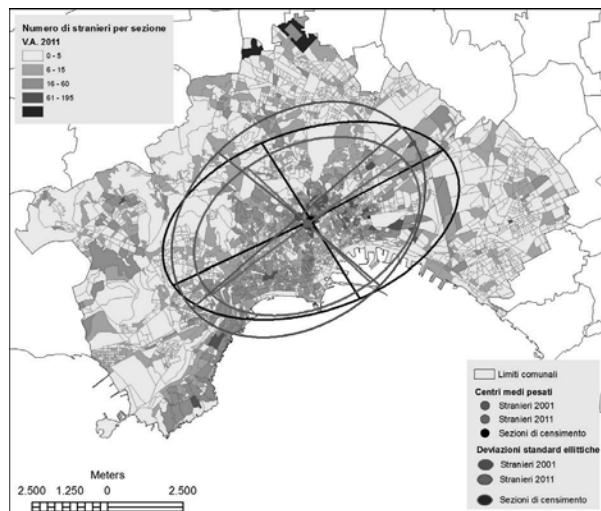 Numero di stranieri per sezione
V.A. 2011
0 - 5
6 - 15
16 - 60
61 - 195
Limiti comunali
Centri medi pesati
Stranieri 2001
Stranieri 2011
Sezioni di censimento
Deviazioni standard ellittiche
Stranieri 2001
Stranieri 2011
Sezioni di censimento
Meters
2.500 1.250 0 2.500